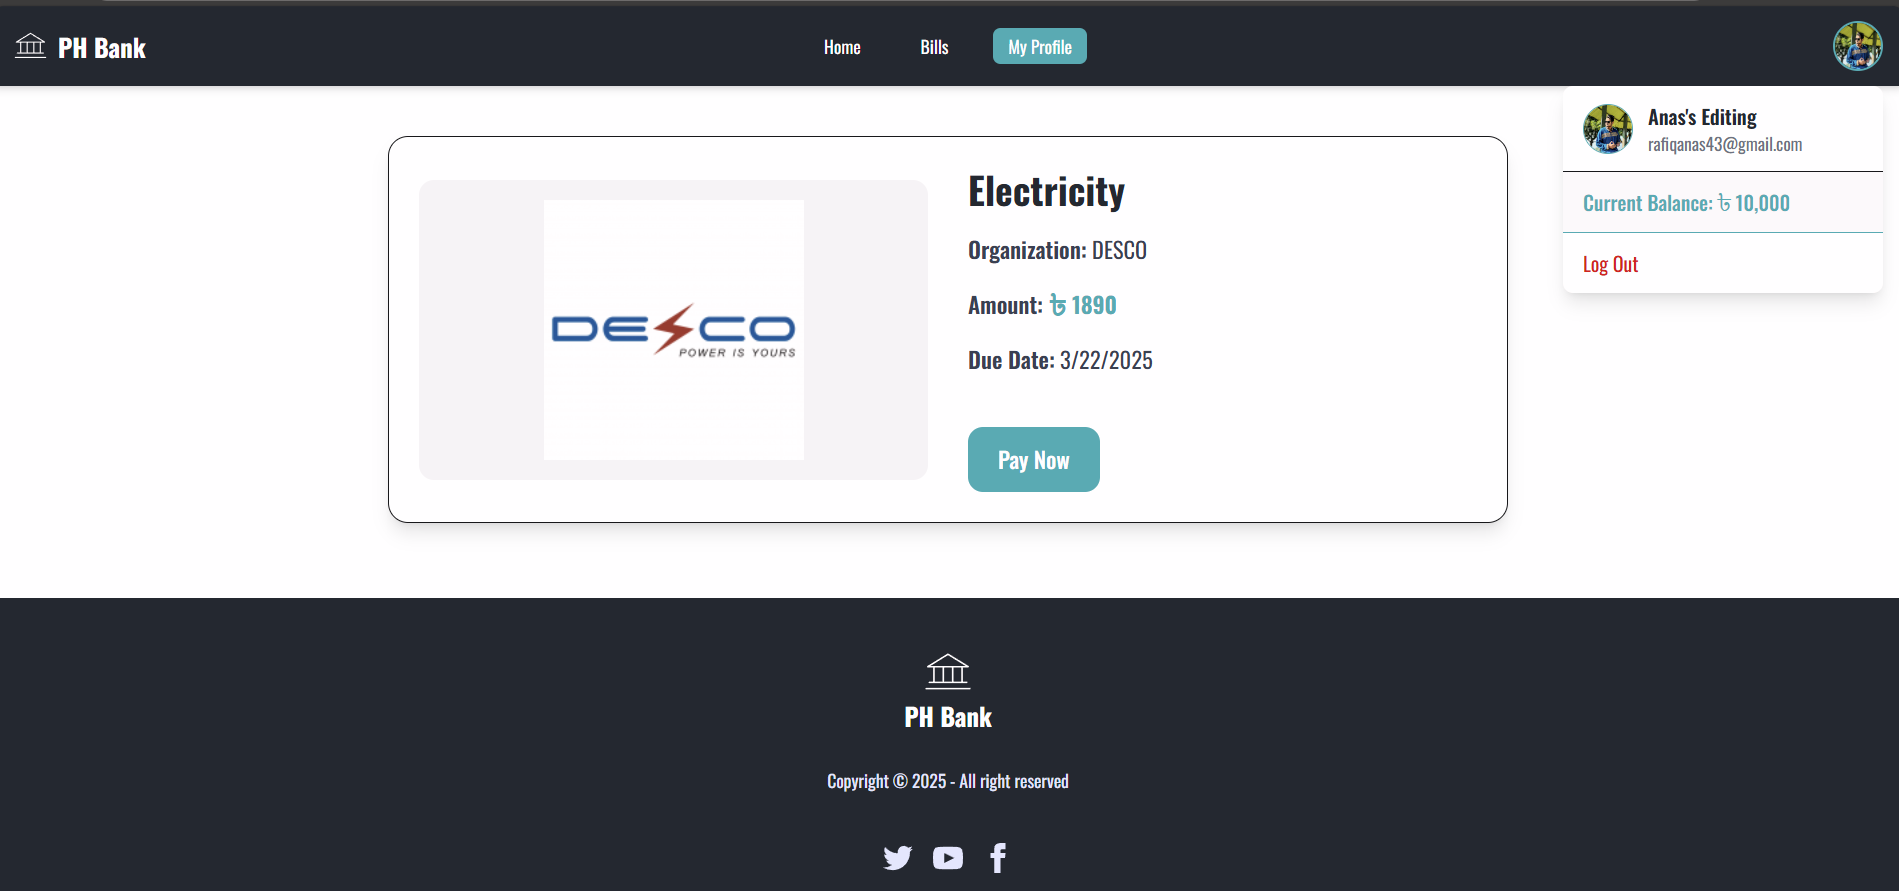 PH Bank
Home
Bills
My Profile
Anas's Editing
rafiqanas43@gmail.com
Current Balance: ৳ 10,000
Log Out
DESCO
POWER IS YOURS
Electricity
Organization: DESCO
Amount: ৳ 1890
Due Date: 3/22/2025
Pay Now
PH Bank
Copyright © 2025 - All right reserved